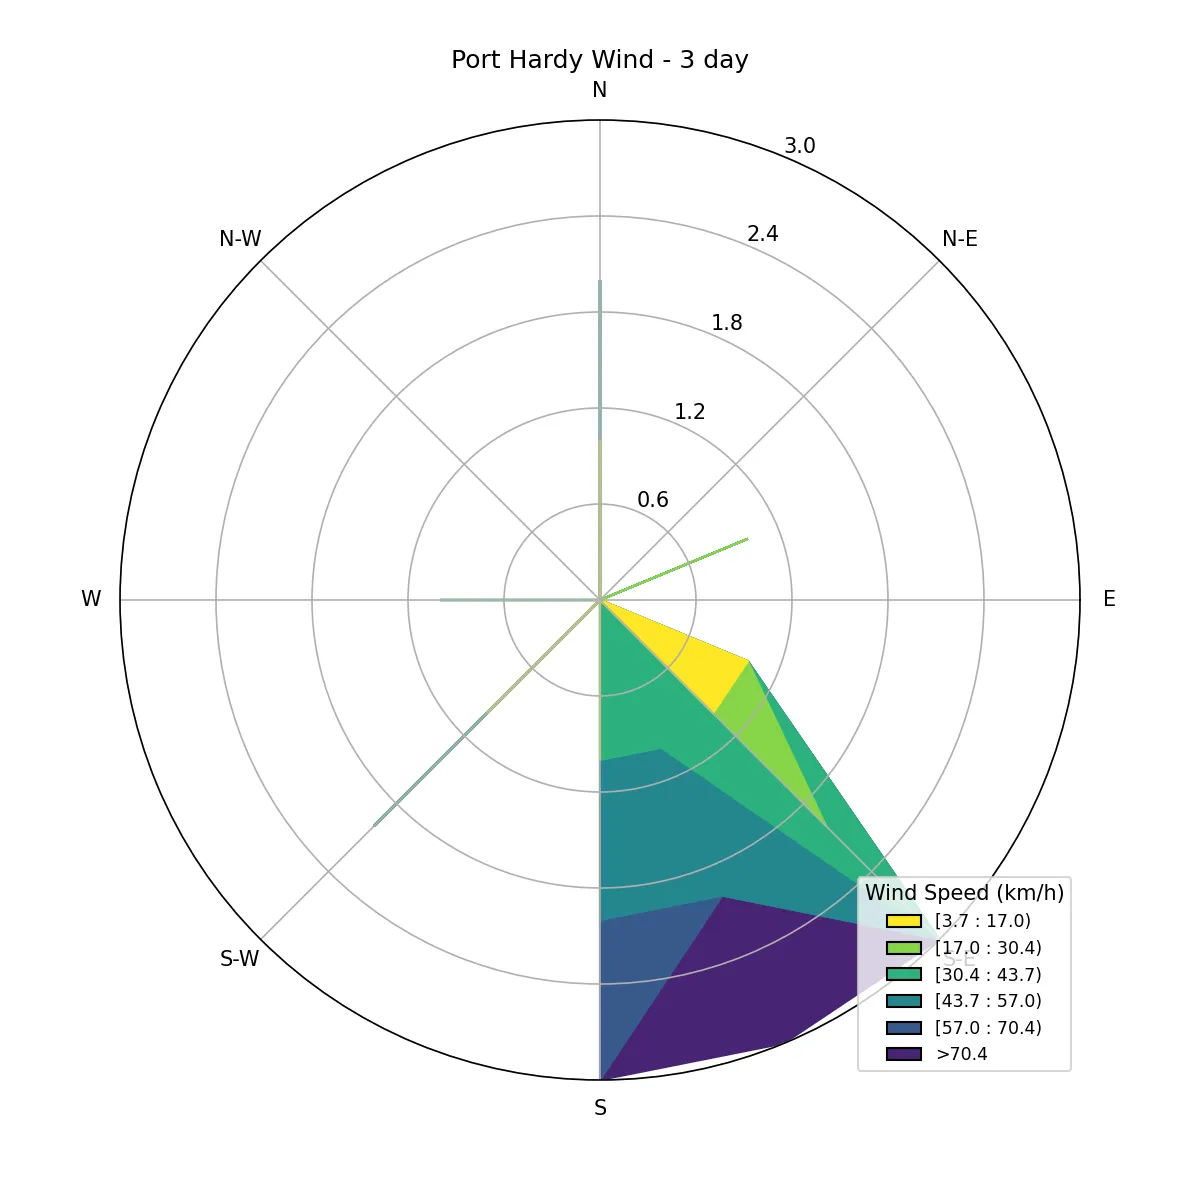 Port Hardy Wind - 3 day
N
3.0
N-W
2.4
N-E
1.8
1.2
0.6
W
E
Wind Speed (km/h)
[3.7 : 17.0)
[17.0 : 30.4)
[30.4 : 43.7)
[43.7 : 57.0)
[57.0 : 70.4)
>70.4
S-W
S-E
S